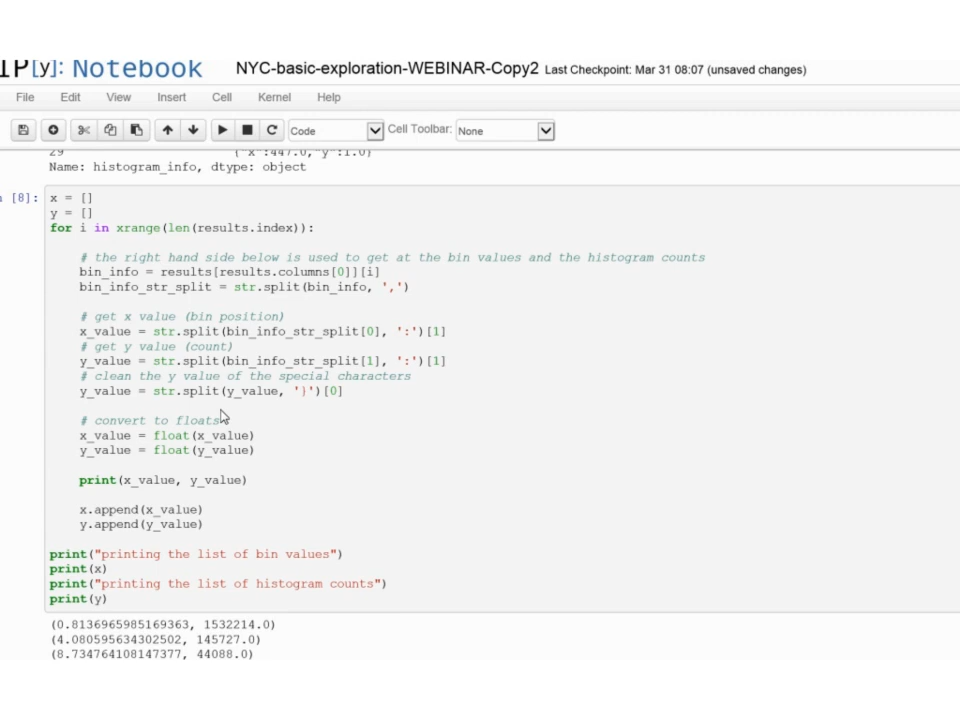 IP[y]: Notebook NYC-basic-exploration-WEBINAR-Copy2 Last Checkpoint: Mar 31 08:07 (unsaved changes)
File Edit View Insert Cell Kernel Help
Code Cell Toolbar: None
29 {"x":447.0,"y":1.0}
Name: histogram_info, dtype: object
[8]: x = []
y = []
for i in xrange(len(results.index)):
# the right hand side below is used to get at the bin values and the histogram counts
bin_info = results[results.columns[0]][i]
bin_info_str_split = str.split(bin_info, ',')
# get x value (bin position)
x_value = str.split(bin_info_str_split[0], ':')[1]
# get y value (count)
y_value = str.split(bin_info_str_split[1], ':')[1]
# clean the y value of the special characters
y_value = str.split(y_value, '}')[0]
# convert to floats
x_value = float(x_value)
y_value = float(y_value)
print(x_value, y_value)
x.append(x_value)
y.append(y_value)
print("printing the list of bin values")
print(x)
print("printing the list of histogram counts")
print(y)
(0.8136965985169363, 1532214.0)
(4.080595634302502, 145727.0)
(8.734764108147377, 44088.0)